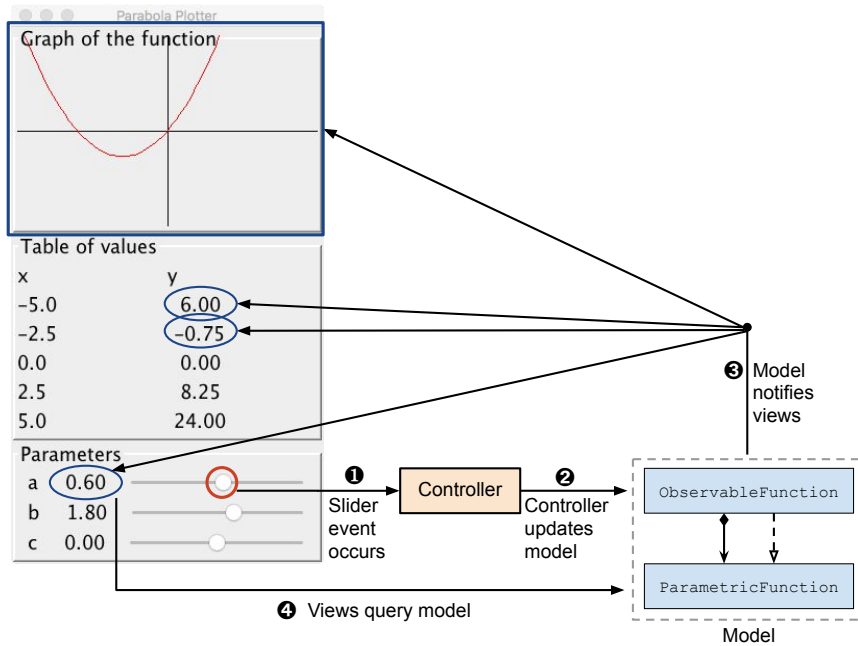 Parabola Plotter
Graph of the function
Table of values
x y
−5.0 6.00
−2.5 −0.75
0.0 0.00
2.5 8.25
5.0 24.00
❸ Model
notifies
views
Parameters
a 0.60
b 1.80
c 0.00
❶
Slider
event
occurs
Controller
❷
Controller
updates
model
ObservableFunction
ParametricFunction
❹ Views query model
Model